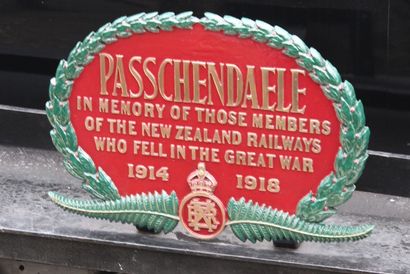 PASSCHENDAELE
IN MEMORY OF THOSE MEMBERS
OF THE NEW ZEALAND RAILWAYS
WHO FELL IN THE GREAT WAR
1914 1918